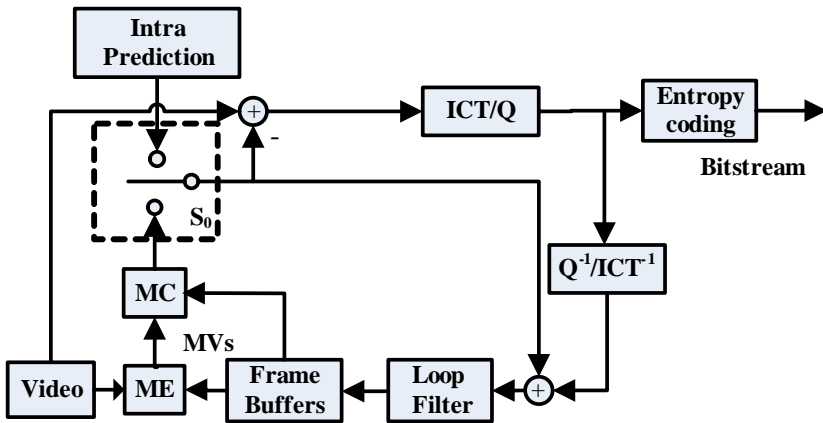 Intra
Prediction
+
ICT/Q
Entropy
coding
-
Bitstream
S₀
Q⁻¹/ICT⁻¹
MC
MVs
Video
ME
Frame
Buffers
Loop
Filter
+